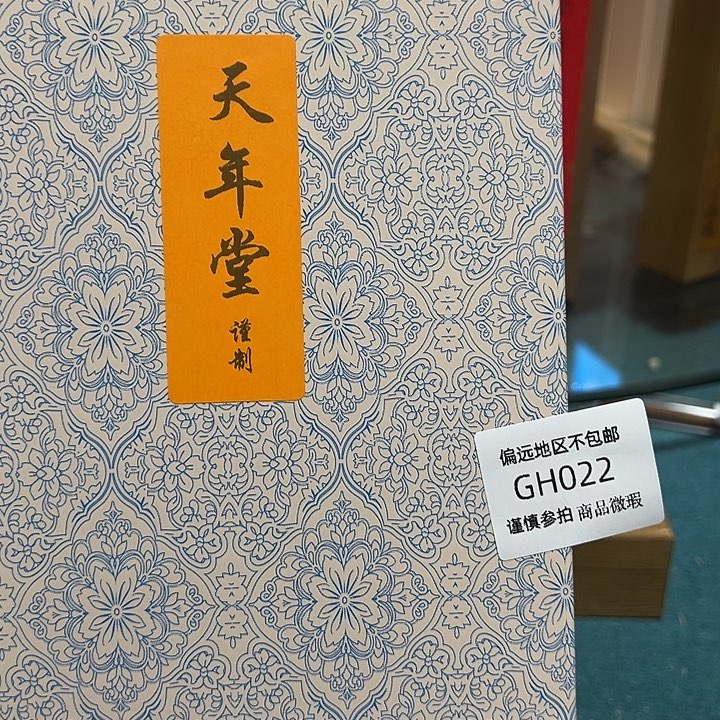 天年堂
谨制
偏远地区不包邮
GH022
谨慎参拍 商品微瑕